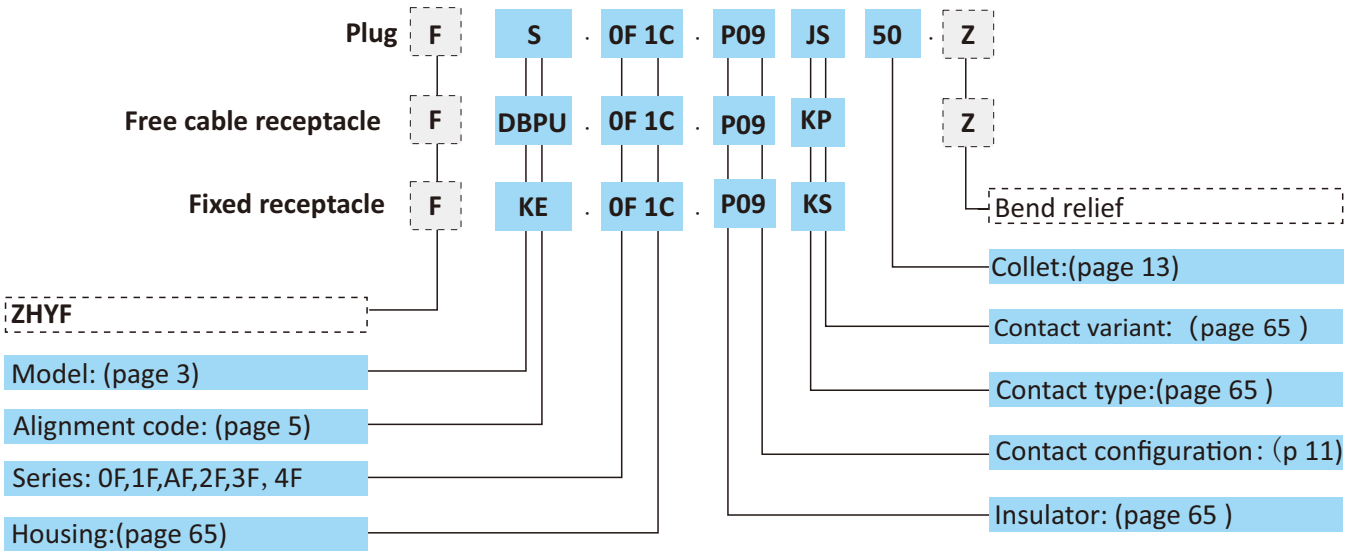 Plug F S . 0F 1C . P09 JS 50 . Z
Free cable receptacle F DBPU . 0F 1C . P09 KP Z
Fixed receptacle F KE . 0F 1C . P09 KS
Bend relief
Collet:(page 13)
ZHYF
Contact variant: (page 65 )
Model: (page 3)
Contact type:(page 65 )
Alignment code: (page 5)
Contact configuration: (p 11)
Series: 0F,1F,AF,2F,3F, 4F
Insulator: (page 65 )
Housing:(page 65)